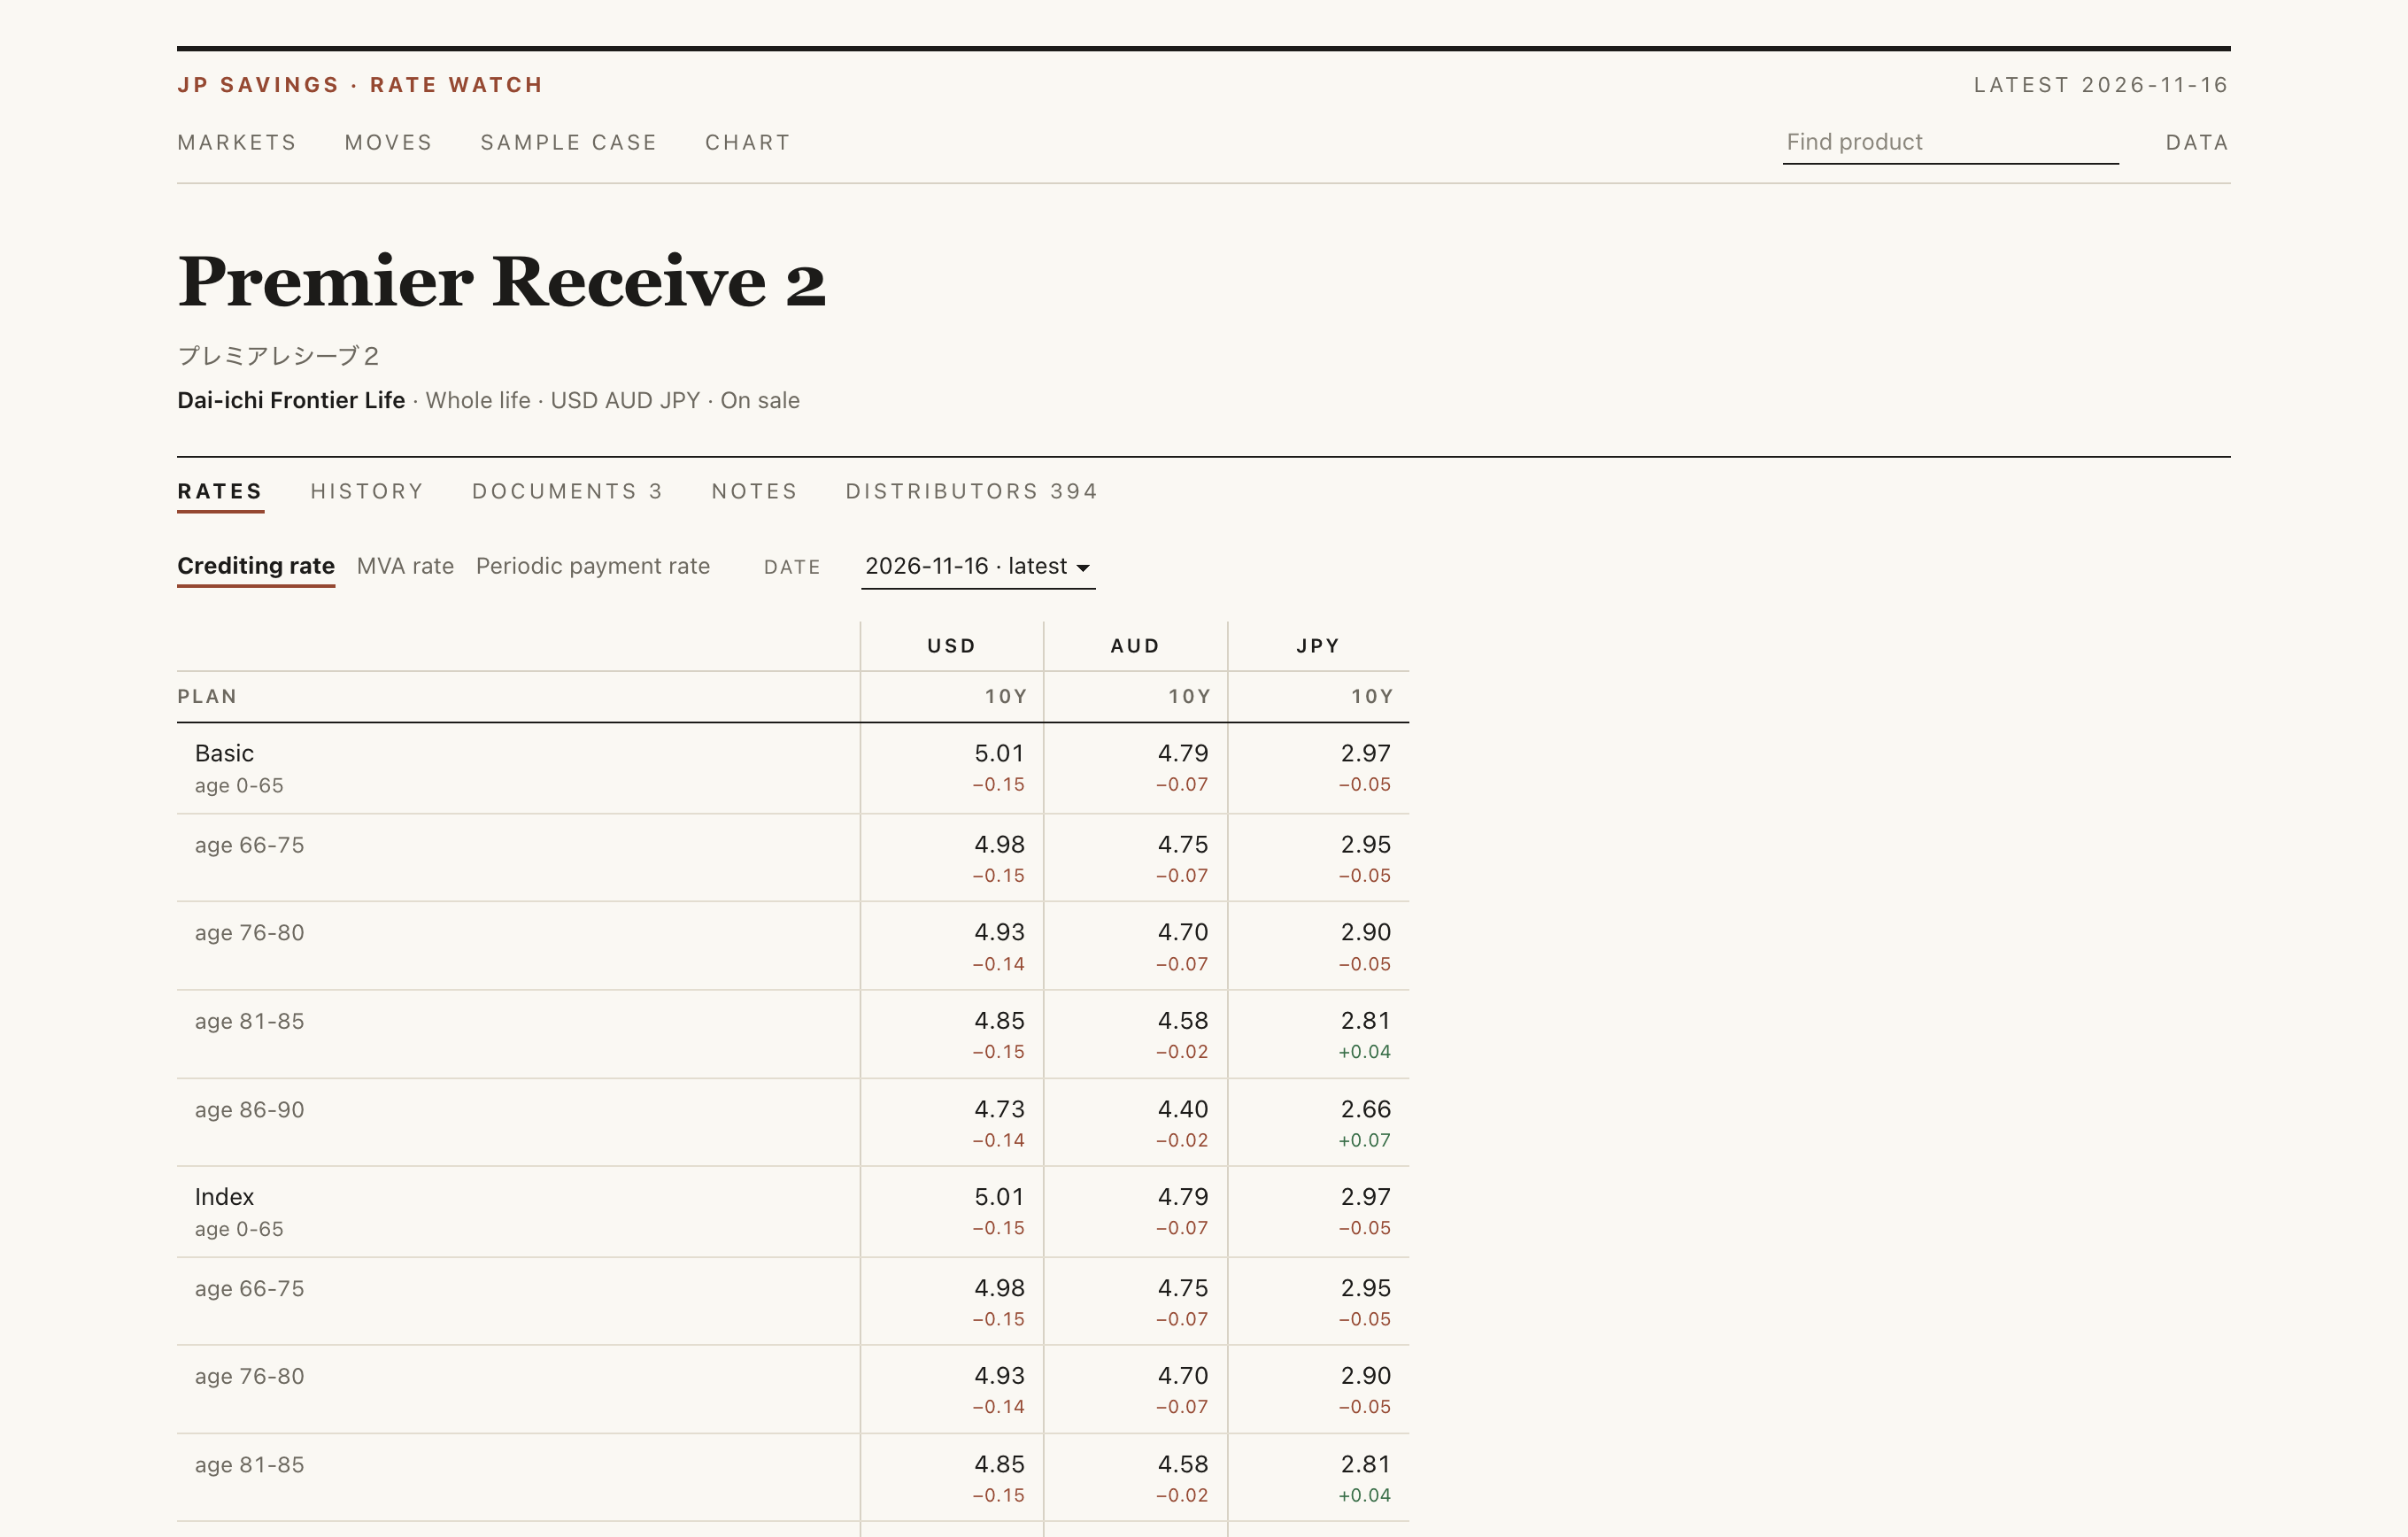 JP SAVINGS · RATE WATCH LATEST 2026-11-16
MARKETS MOVES SAMPLE CASE CHART Find product DATA
Premier Receive 2
プレミアレシーブ２
Dai-ichi Frontier Life · Whole life · USD AUD JPY · On sale
RATES HISTORY DOCUMENTS 3 NOTES DISTRIBUTORS 394
Crediting rate MVA rate Periodic payment rate DATE 2026-11-16 · latest
USD AUD JPY
PLAN 10Y 10Y 10Y
Basic 5.01 4.79 2.97
age 0-65 −0.15 −0.07 −0.05
age 66-75 4.98 4.75 2.95
−0.15 −0.07 −0.05
age 76-80 4.93 4.70 2.90
−0.14 −0.07 −0.05
age 81-85 4.85 4.58 2.81
−0.15 −0.02 +0.04
age 86-90 4.73 4.40 2.66
−0.14 −0.02 +0.07
Index 5.01 4.79 2.97
age 0-65 −0.15 −0.07 −0.05
age 66-75 4.98 4.75 2.95
−0.15 −0.07 −0.05
age 76-80 4.93 4.70 2.90
−0.14 −0.07 −0.05
age 81-85 4.85 4.58 2.81
−0.15 −0.02 +0.04